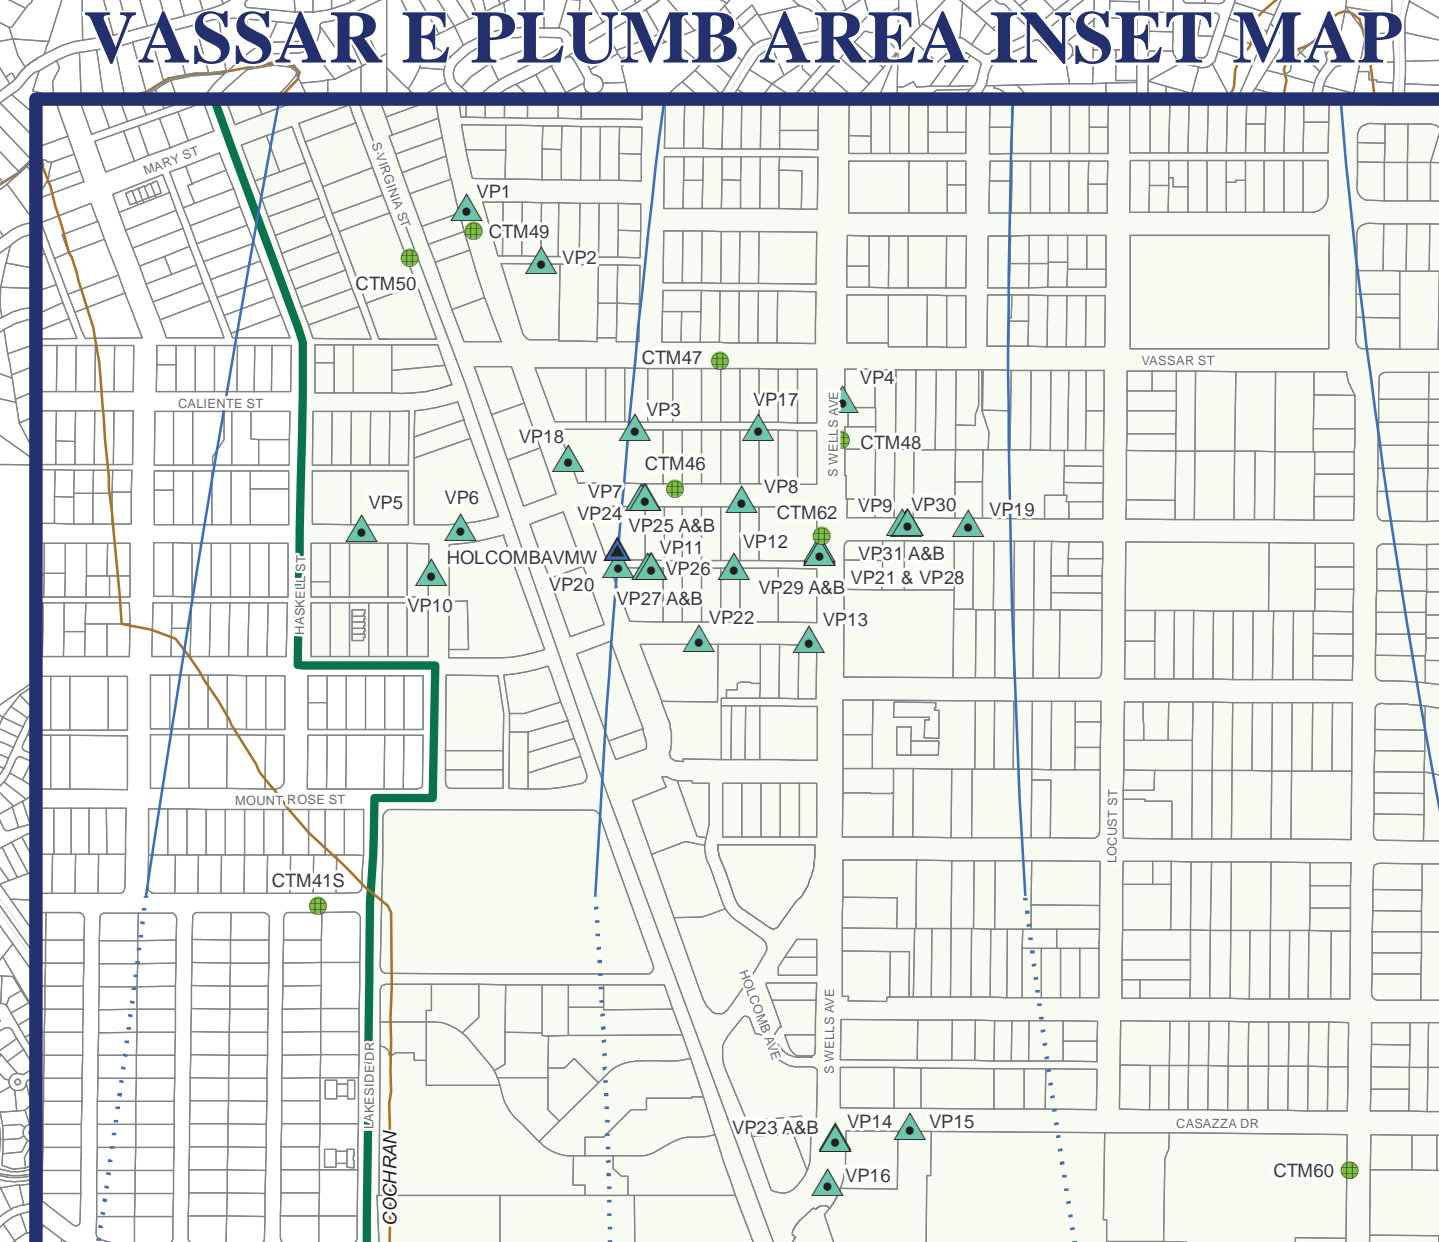 VASSAR E PLUMB AREA INSET MAP
MARY ST
S VIRGINIA ST
VP1
CTM49
VP2
CTM50
CTM47
VASSAR ST
VP4
CALIENTE ST
VP3
VP17
S WELLS AVE
VP18
CTM48
CTM46
VP7
VP8
VP5
VP6
VP24
CTM62
VP9
VP30
VP19
VP25 A&B
HOLCOMBAVMW
VP11
VP12
VP31 A&B
VP26
VP20
VP29 A&B
VP21 & VP28
HASKELL ST
VP10
VP27 A&B
VP22
VP13
MOUNT ROSE ST
LOCUST ST
CTM41S
HOLCOMB AVE
S WELLS AVE
LAKESIDE DR
VP23 A&B
VP14
VP15
CASAZZA DR
COCHRAN
VP16
CTM60